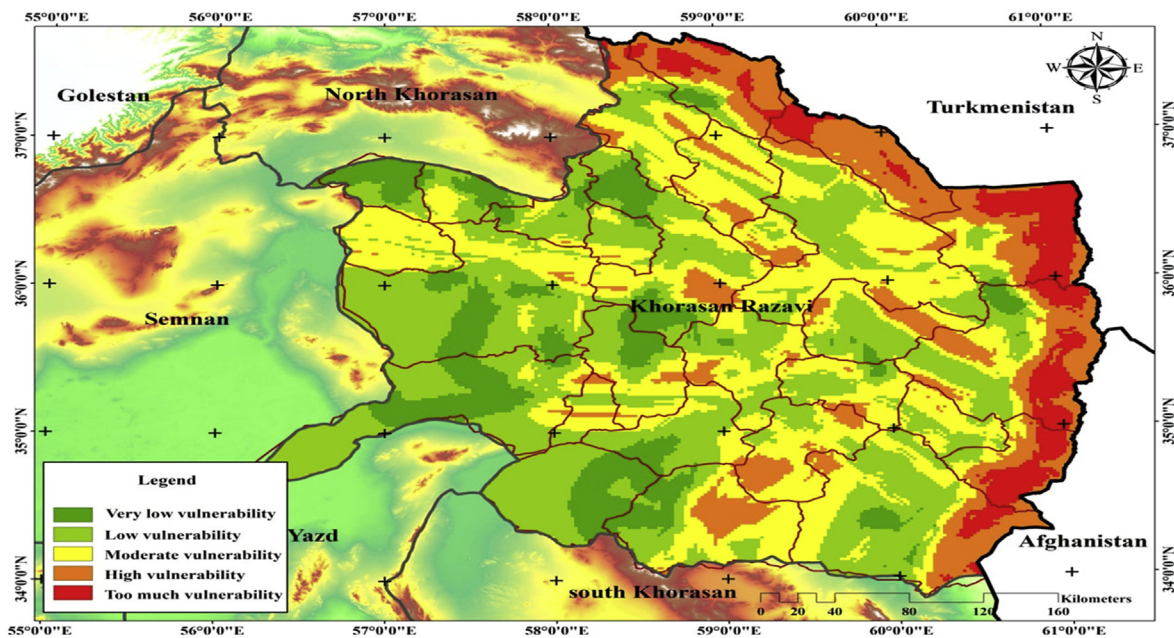 55°0'0"E 56°0'0"E 57°0'0"E 58°0'0"E 59°0'0"E 60°0'0"E 61°0'0"E
N
W E
S
Golestan
North Khorasan
Turkmenistan
37°0'0"N 37°0'0"N
36°0'0"N 36°0'0"N
Semnan
Khorasan Razavi
35°0'0"N 35°0'0"N
Legend
Very low vulnerability
Low vulnerability
Moderate vulnerability
High vulnerability
Too much vulnerability
Yazd
Afghanistan
34°0'0"N 34°0'0"N
south Khorasan
Kilometers
0 10 20 40 80 120 160
55°0'0"E 56°0'0"E 57°0'0"E 58°0'0"E 59°0'0"E 60°0'0"E 61°0'0"E